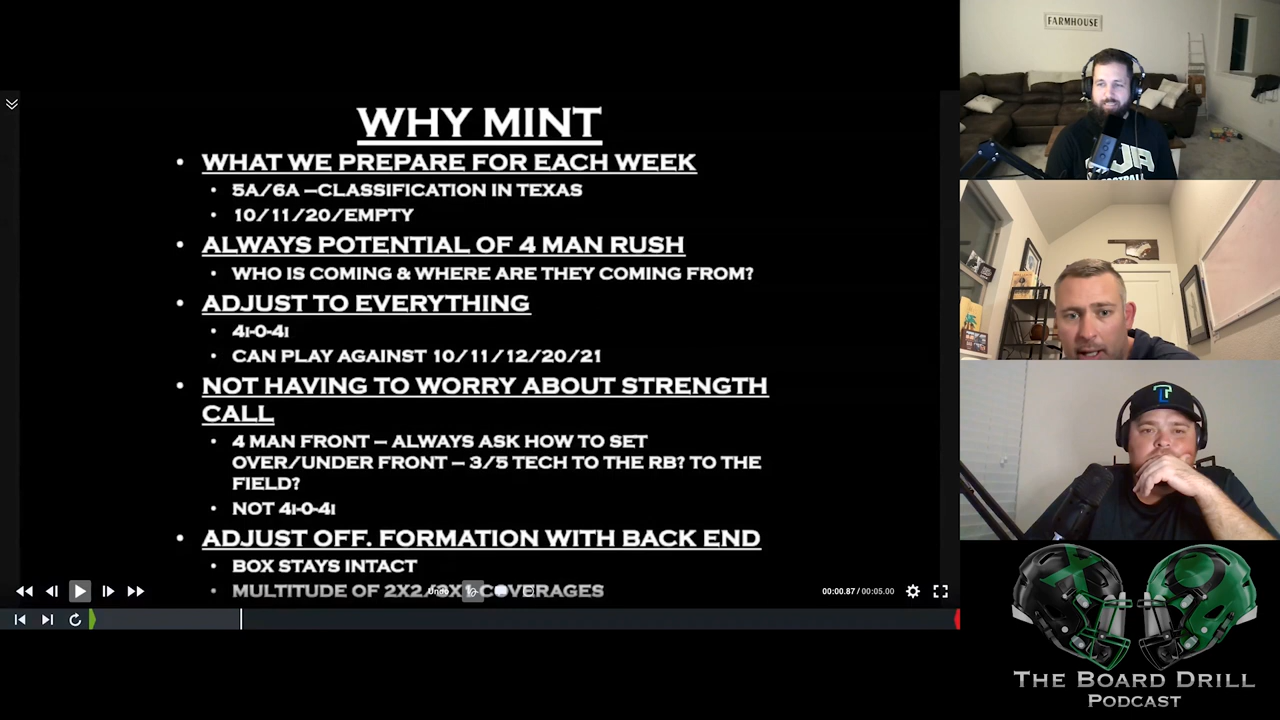 WHY MINT
• WHAT WE PREPARE FOR EACH WEEK
• 5A/6A –CLASSIFICATION IN TEXAS
• 10/11/20/EMPTY
• ALWAYS POTENTIAL OF 4 MAN RUSH
• WHO IS COMING & WHERE ARE THEY COMING FROM?
• ADJUST TO EVERYTHING
• 4I-0-4I
• CAN PLAY AGAINST 10/11/12/20/21
• NOT HAVING TO WORRY ABOUT STRENGTH
CALL
• 4 MAN FRONT – ALWAYS ASK HOW TO SET
OVER/UNDER FRONT – 3/5 TECH TO THE RB? TO THE
FIELD?
• NOT 4I-0-4I
• ADJUST OFF. FORMATION WITH BACK END
• BOX STAYS INTACT
• MULTITUDE OF 2X2/3X1 COVERAGES
Undo
00:00.87 / 00:05.00
FARMHOUSE
THE BOARD DRILL
PODCAST